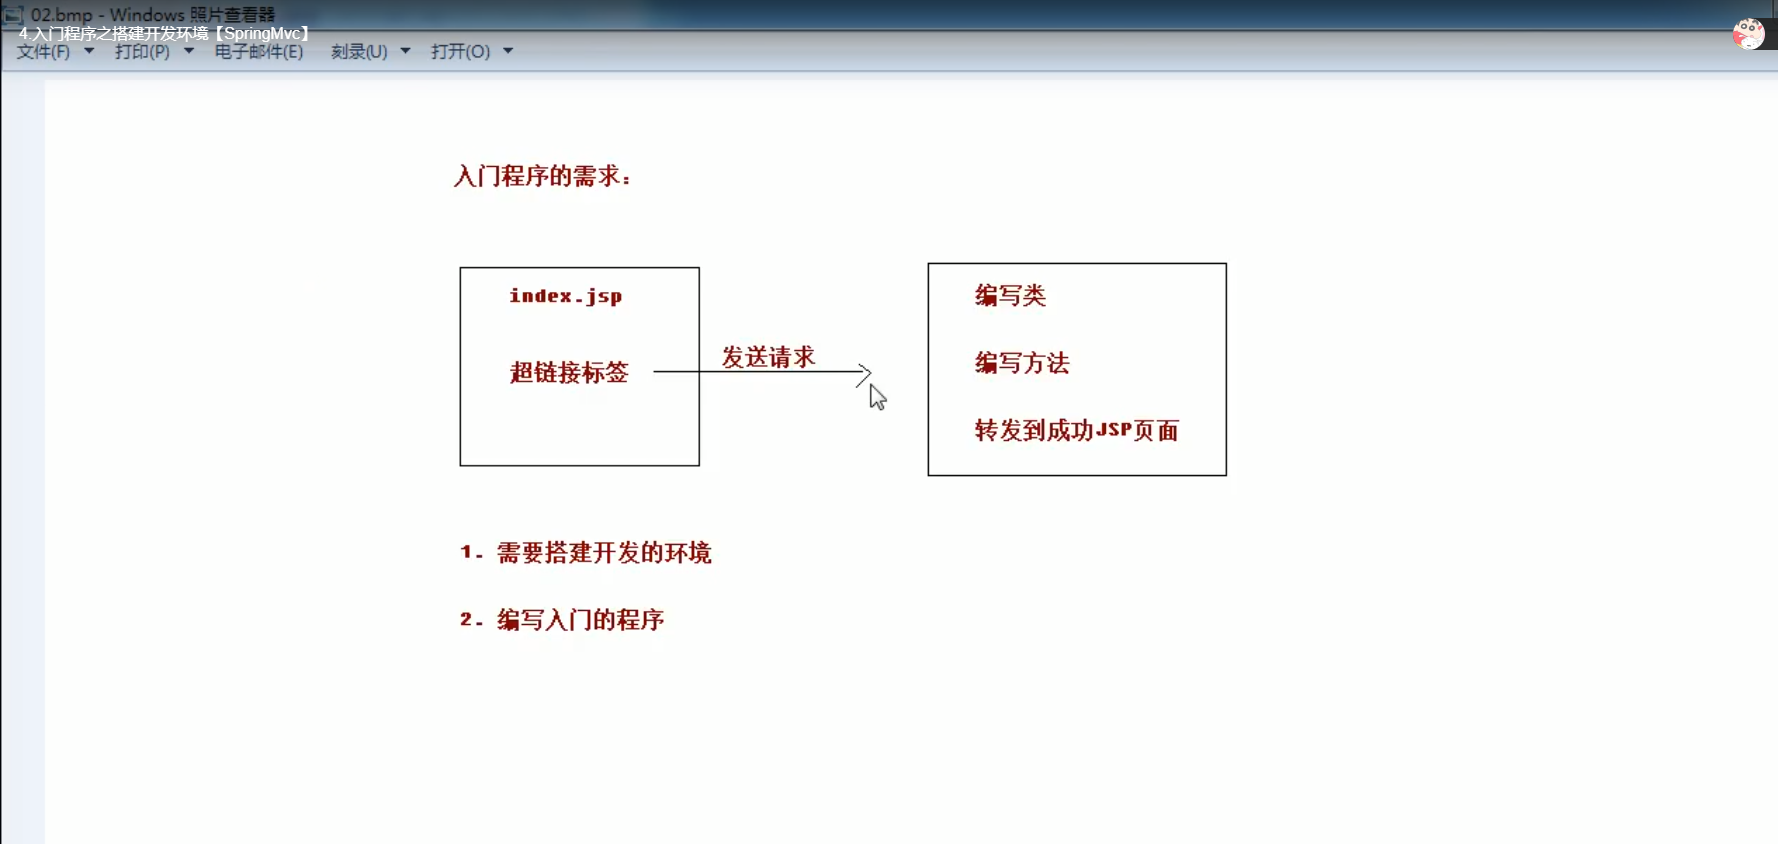 02.bmp - Windows 照片查看器
4.入门程序之搭建开发环境【SpringMvc】
文件(F) 打印(P) 电子邮件(E) 刻录(U) 打开(O)
入门程序的需求：
index.jsp
超链接标签
发送请求
编写类
编写方法
转发到成功JSP页面
1. 需要搭建开发的环境
2. 编写入门的程序